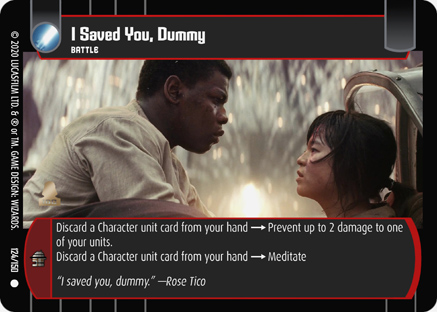 I Saved You, Dummy
BATTLE
Discard a Character unit card from your hand → Prevent up to 2 damage to one
of your units.
Discard a Character unit card from your hand → Meditate
"I saved you, dummy." —Rose Tico
© 2020 LUCASFILM LTD. & ® or TM. GAME DESIGN: WIZARDS.
124/150